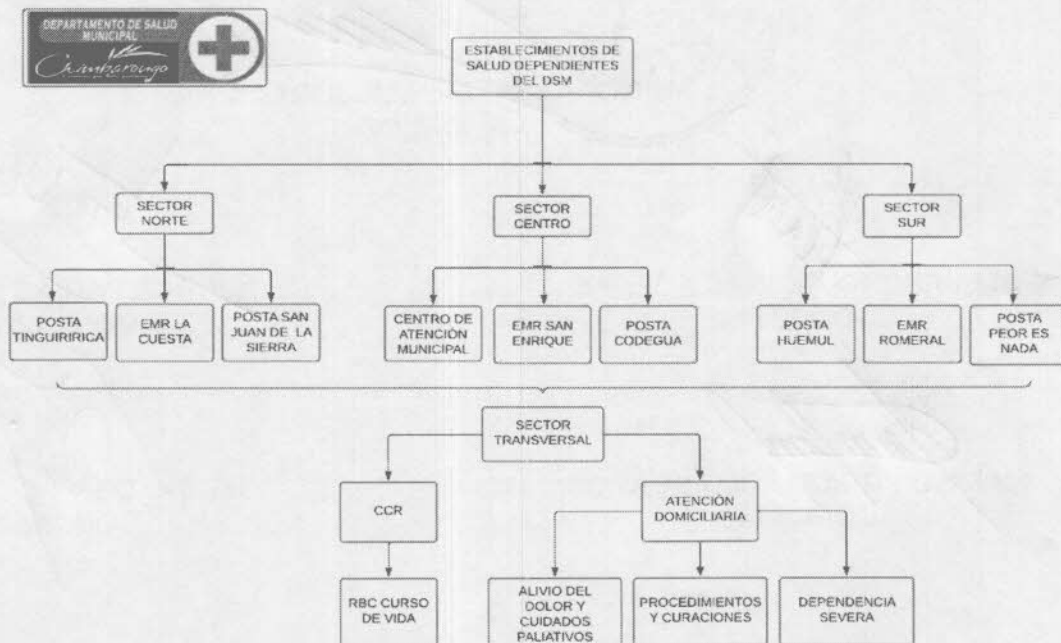 DEPARTAMENTO DE SALUD
MUNICIPAL
Chimbarongo
ESTABLECIMIENTOS DE
SALUD DEPENDIENTES
DEL DSM
SECTOR
NORTE
SECTOR
CENTRO
SECTOR
SUR
POSTA
TINGUIRIRICA
EMR LA
CUESTA
POSTA SAN
JUAN DE LA
SIERRA
CENTRO DE
ATENCIÓN
MUNICIPAL
EMR SAN
ENRIQUE
POSTA
CODEGUA
POSTA
HUEMUL
EMR
ROMERAL
POSTA
PEOR ES
NADA
SECTOR
TRANSVERSAL
CCR
ATENCIÓN
DOMICILIARIA
RBC CURSO
DE VIDA
ALIVIO DEL
DOLOR Y
CUIDADOS
PALIATIVOS
PROCEDIMIENTOS
Y CURACIONES
DEPENDENCIA
SEVERA